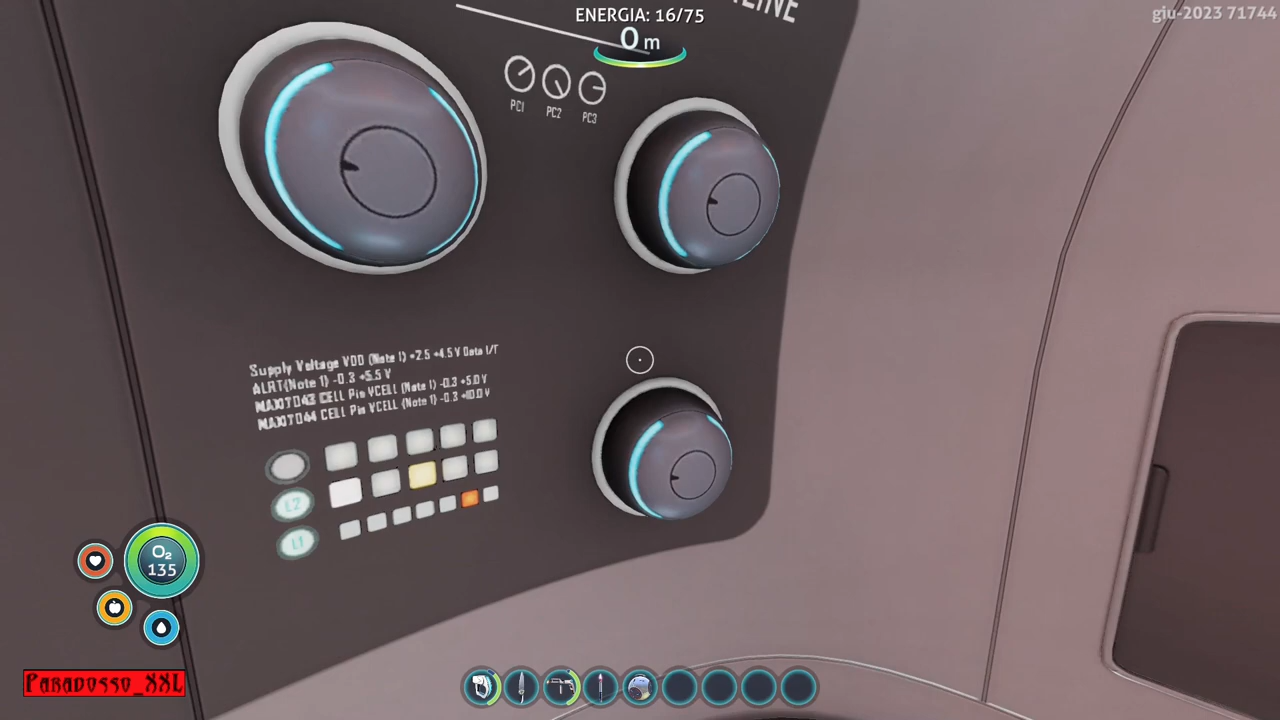 LINE
ENERGIA: 16/75
0 m
giu-2023 71744
PC1 PC2 PC3
Supply Voltage VDD (Note 1) +2.5 +4.5 V Data I/T
ALRT(Note 1) -0.3 +5.5 V
MAX17043 CELL Pin VCELL (Note 1) -0.3 +5.0 V
MAX17044 CELL Pin VCELL (Note 1) -0.3 +10.0 V
L2
L1
O₂
135
Paradosso_XXL